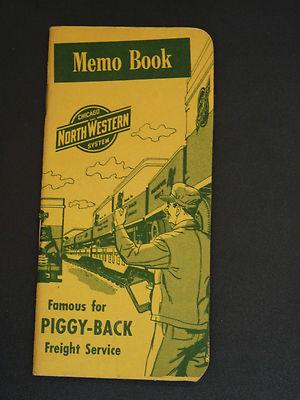 Memo Book
CHICAGO
NORTH WESTERN
SYSTEM
Famous for
PIGGY-BACK
Freight Service